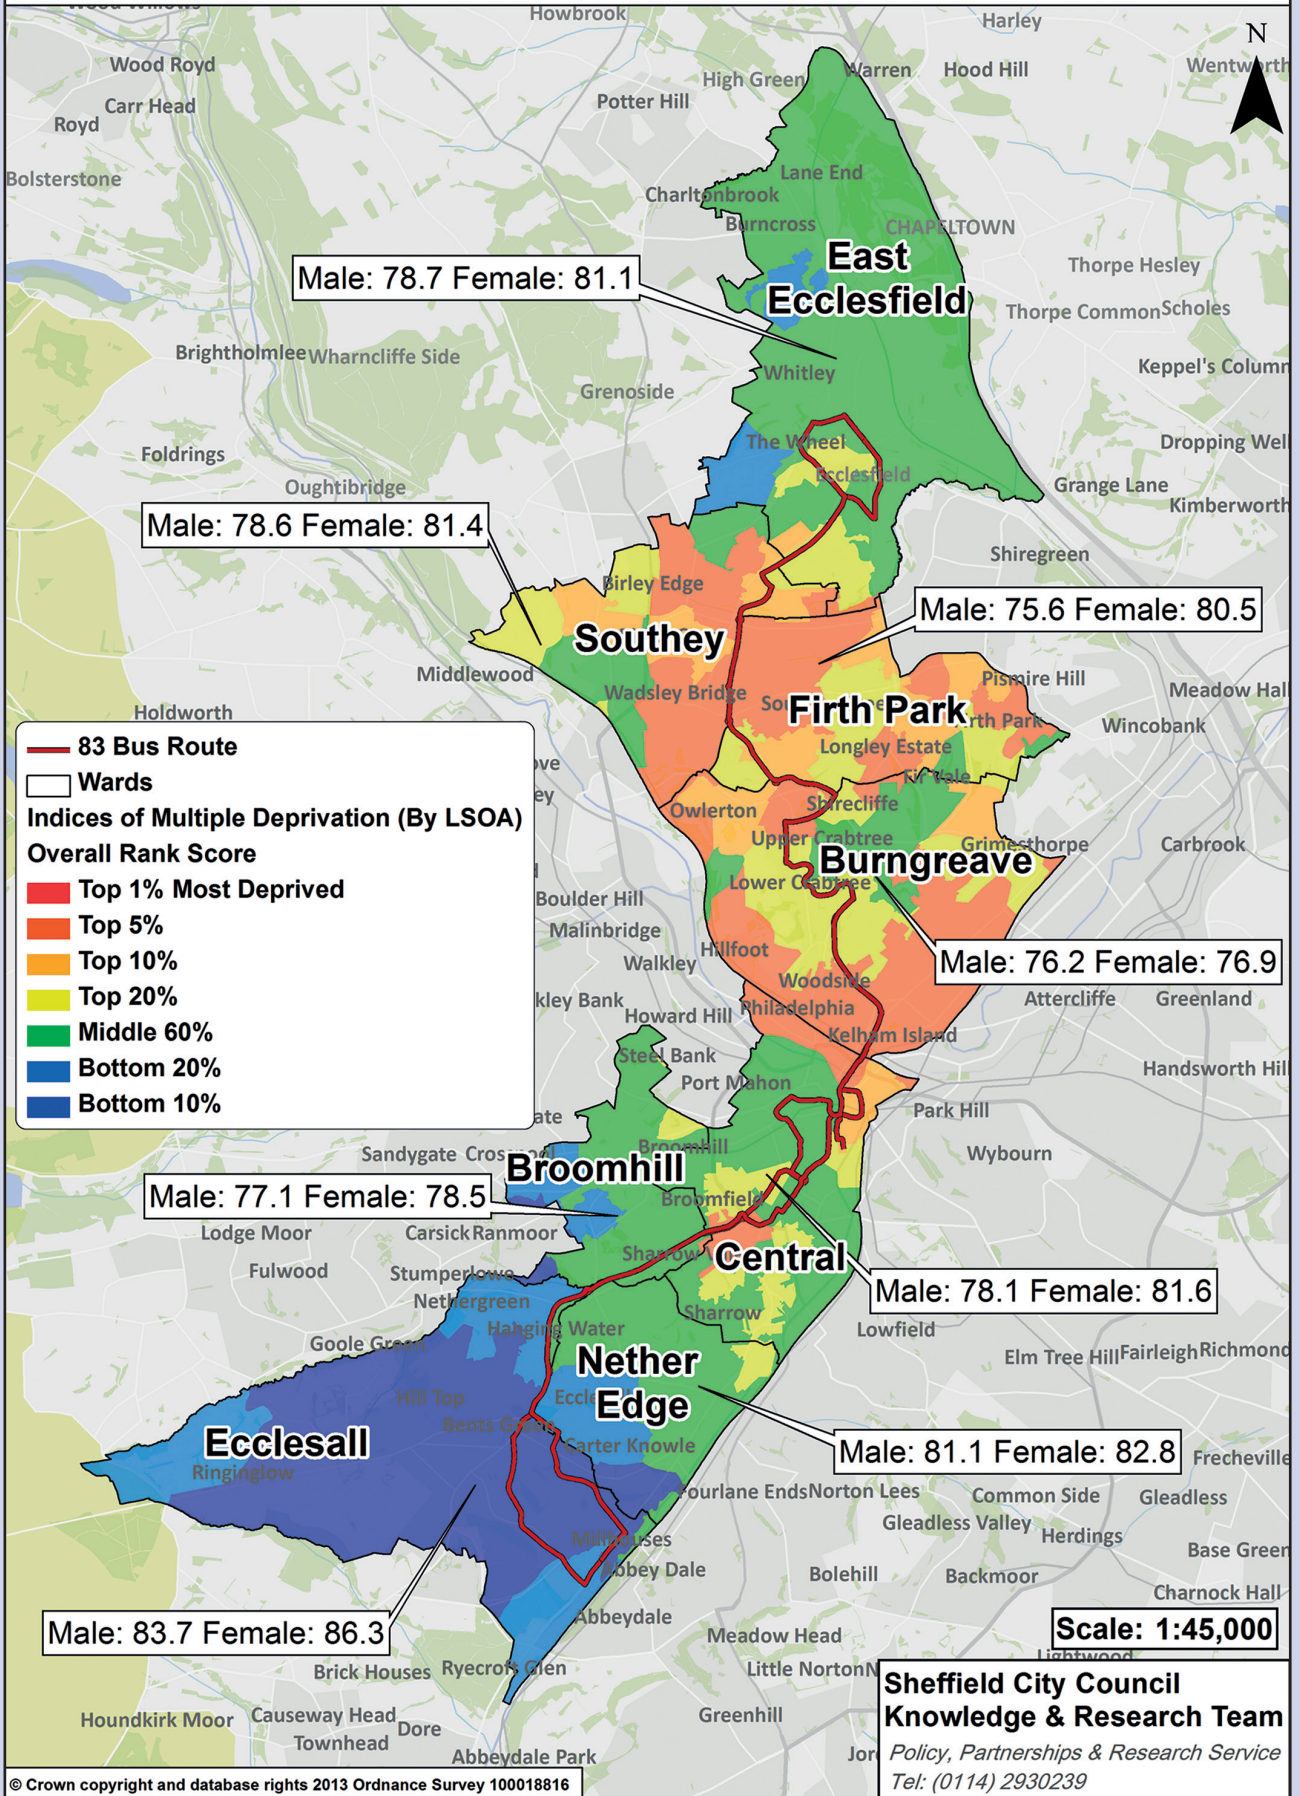 Howbrook
Harley
N
Wood Royd
High Green
Warren
Hood Hill
Wentworth
Carr Head
Potter Hill
Royd
Bolsterstone
Lane End
Charltonbrook
Burncross
CHAPELTOWN
East
Ecclesfield
Male: 78.7 Female: 81.1
Thorpe Hesley
Thorpe Common
Scholes
Brightholmlee
Wharncliffe Side
Whitley
Keppel's Column
Grenoside
The Wheel
Dropping Well
Foldrings
Ecclesfield
Oughtibridge
Grange Lane
Kimberworth
Male: 78.6 Female: 81.4
Shiregreen
Birley Edge
Male: 75.6 Female: 80.5
Southey
Middlewood
Pismire Hill
Wadsley Bridge
Meadow Hall
Firth Park
Holdworth
Wincobank
Longley Estate
Fir Vale
83 Bus Route
Wards
Indices of Multiple Deprivation (By LSOA)
Overall Rank Score
Top 1% Most Deprived
Top 5%
Top 10%
Top 20%
Middle 60%
Bottom 20%
Bottom 10%
Owlerton
Shirecliffe
Upper Crabtree
Grimesthorpe
Carbrook
Burngreave
Lower Crabtree
Boulder Hill
Malinbridge
Hillfoot
Walkley
Male: 76.2 Female: 76.9
Woodside
kley Bank
Howard Hill
Philadelphia
Attercliffe
Greenland
Kelham Island
Steel Bank
Port Mahon
Handsworth Hill
Park Hill
Sandygate
Broomhill
Wybourn
Broomhill
Male: 77.1 Female: 78.5
Broomfield
Lodge Moor
Carsick
Ranmoor
Sharrow
Central
Fulwood
Stumperlowe
Nethergreen
Male: 78.1 Female: 81.6
Sharrow
Hanging Water
Lowfield
Goole Green
Elm Tree Hill
Fairleigh
Richmond
Nether
Edge
Hill Top
Bents Green
Ecclesall
Carter Knowle
Male: 81.1 Female: 82.8
Frecheville
Ringinglow
Fourlane Ends
Norton Lees
Common Side
Gleadless
Gleadless Valley
Herdings
Millhouses
Base Green
Abbey Dale
Bolehill
Backmoor
Charnock Hall
Abbeydale
Male: 83.7 Female: 86.3
Meadow Head
Scale: 1:45,000
Lightwood
Brick Houses
Ryecroft Glen
Little Norton
Sheffield City Council
Knowledge & Research Team
Policy, Partnerships & Research Service
Tel: (0114) 2930239
Houndkirk Moor
Causeway Head
Dore
Greenhill
Townhead
Abbeydale Park
© Crown copyright and database rights 2013 Ordnance Survey 100018816